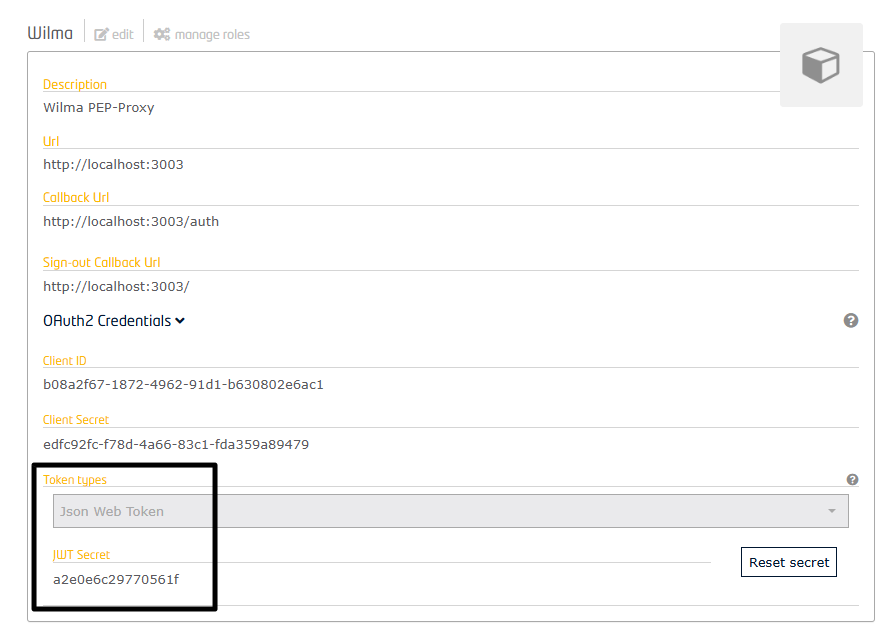 Wilma edit manage roles
Description
Wilma PEP-Proxy
Url
http://localhost:3003
Callback Url
http://localhost:3003/auth
Sign-out Callback Url
http://localhost:3003/
OAuth2 Credentials
Client ID
b08a2f67-1872-4962-91d1-b630802e6ac1
Client Secret
edfc92fc-f78d-4a66-83c1-fda359a89479
Token types
Json Web Token
JWT Secret
a2e0e6c29770561f
Reset secret